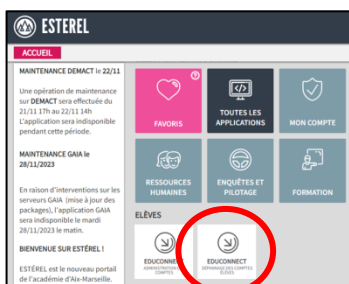 ESTEREL
ACCUEIL
MAINTENANCE DEMACT le 22/11
Une opération de maintenance
sur DEMACT sera effectuée du
21/11 17h au 22/11 14h
L'application sera indisponible
pendant cette période.
MAINTENANCE GAIA le
28/11/2023
En raison d'interventions sur les
serveurs GAIA (mise à jour des
packages), l'application GAIA
sera indisponible le mardi
28/11/2023 le matin.
BIENVENUE SUR ESTÉREL !
ESTÉREL est le nouveau portail
de l'académie d'Aix-Marseille.
?
FAVORIS
TOUTES LES
APPLICATIONS
MON COMPTE
RESSOURCES
HUMAINES
ENQUÊTES ET
PILOTAGE
FORMATION
ELÈVES
EDUCONNECT
ADMINISTRATION
COMPTES
EDUCONNECT
DÉPANNAGE DES COMPTES
ÉLÈVES